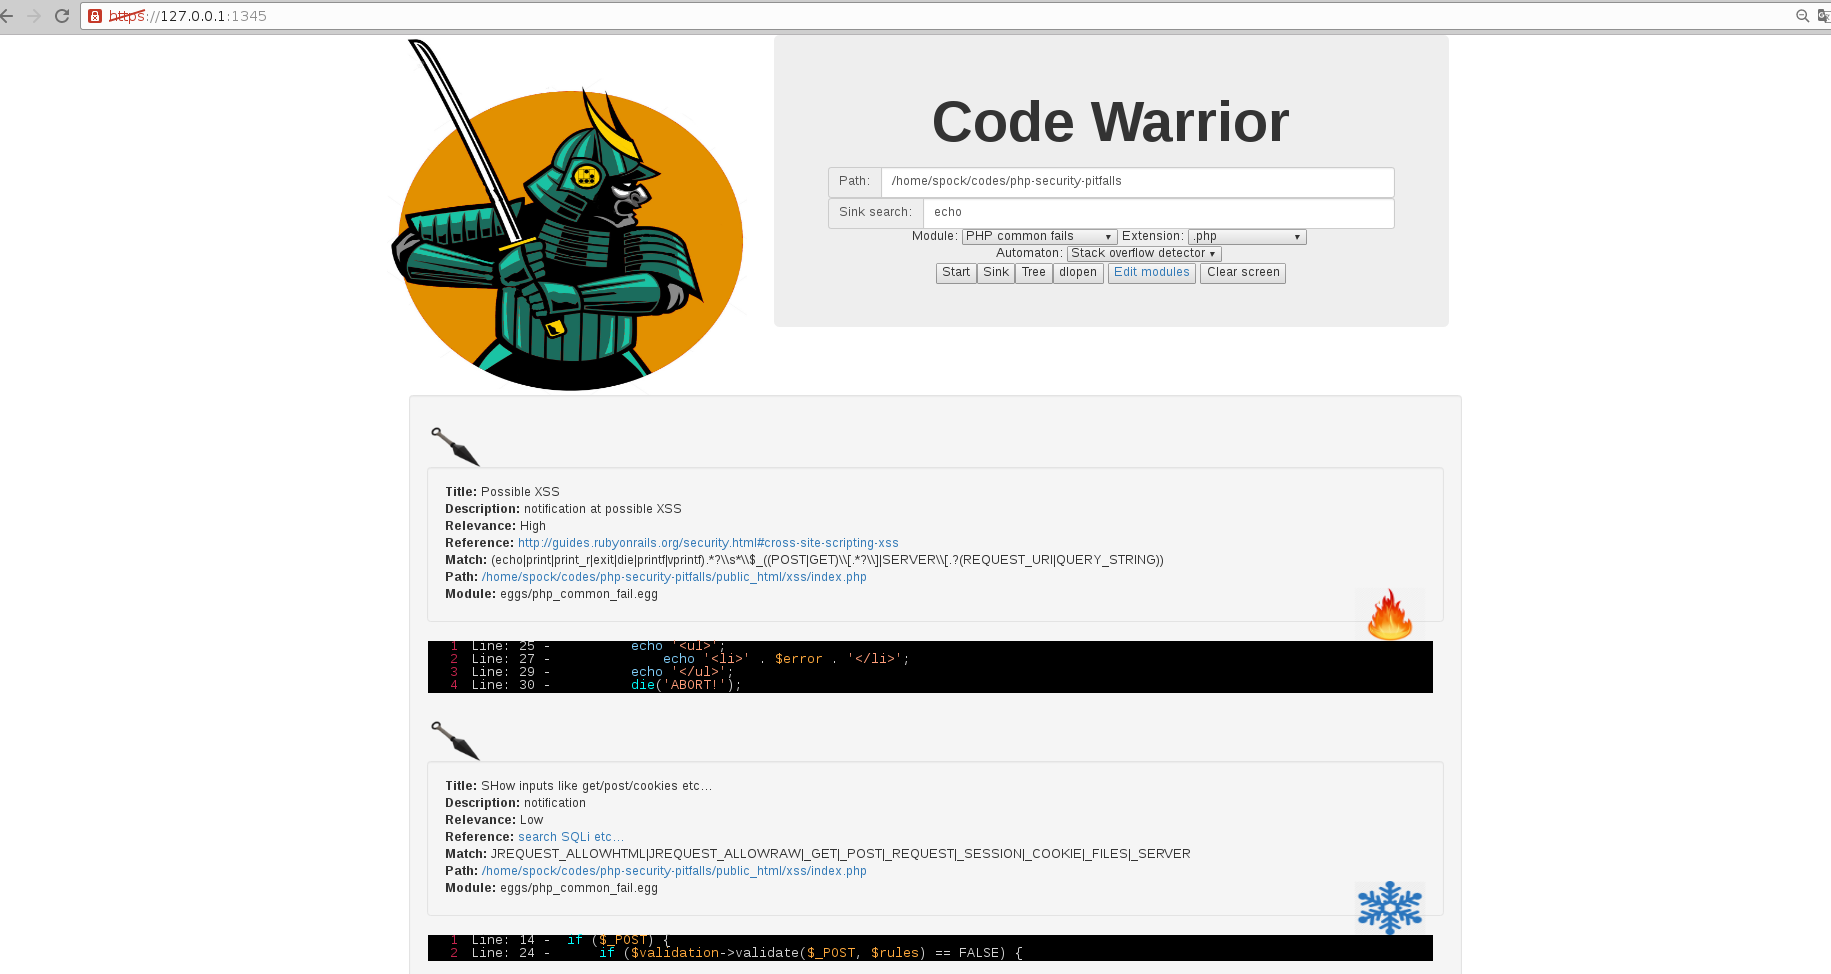 https://127.0.0.1:1345
Code Warrior
Path: /home/spock/codes/php-security-pitfalls
Sink search: echo
Module: PHP common fails Extension: .php
Automaton: Stack overflow detector
Start Sink Tree dlopen Edit modules Clear screen
Title: Possible XSS
Description: notification at possible XSS
Relevance: High
Reference: http://guides.rubyonrails.org/security.html#cross-site-scripting-xss
Match: (echo|print|print_r|exit|die|printf|vprintf).*?\\s*\\$_((POST|GET)\\[.*?\\]|SERVER\\[.?(REQUEST_URI|QUERY_STRING))
Path: /home/spock/codes/php-security-pitfalls/public_html/xss/index.php
Module: eggs/php_common_fail.egg
1 Line: 25 - echo '<ul>';
2 Line: 27 - echo '<li>' . $error . '</li>';
3 Line: 29 - echo '</ul>';
4 Line: 30 - die('ABORT!');
Title: SHow inputs like get/post/cookies etc...
Description: notification
Relevance: Low
Reference: search SQLi etc...
Match: JREQUEST_ALLOWHTML|JREQUEST_ALLOWRAW|_GET|_POST|_REQUEST|_SESSION|_COOKIE|_FILES|_SERVER
Path: /home/spock/codes/php-security-pitfalls/public_html/xss/index.php
Module: eggs/php_common_fail.egg
1 Line: 14 - if ($_POST) {
2 Line: 24 - if ($validation->validate($_POST, $rules) == FALSE) {